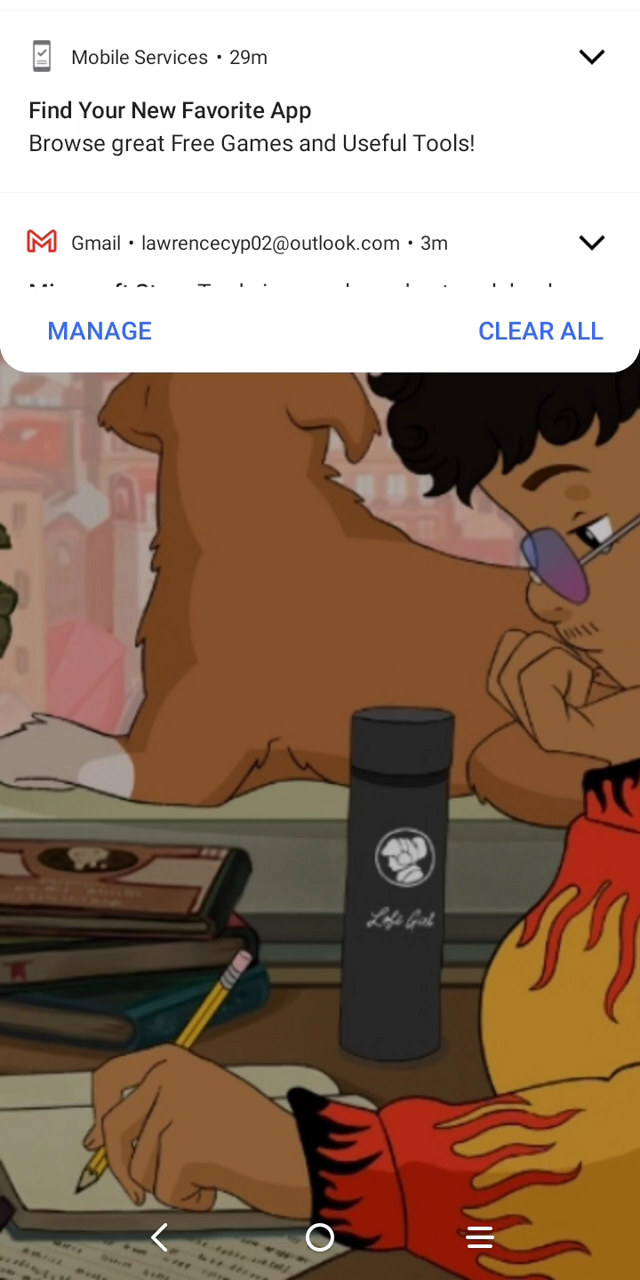 Mobile Services • 29m
Find Your New Favorite App
Browse great Free Games and Useful Tools!
Gmail • lawrencecyp02@outlook.com • 3m
MANAGE
CLEAR ALL
Lofi Girl